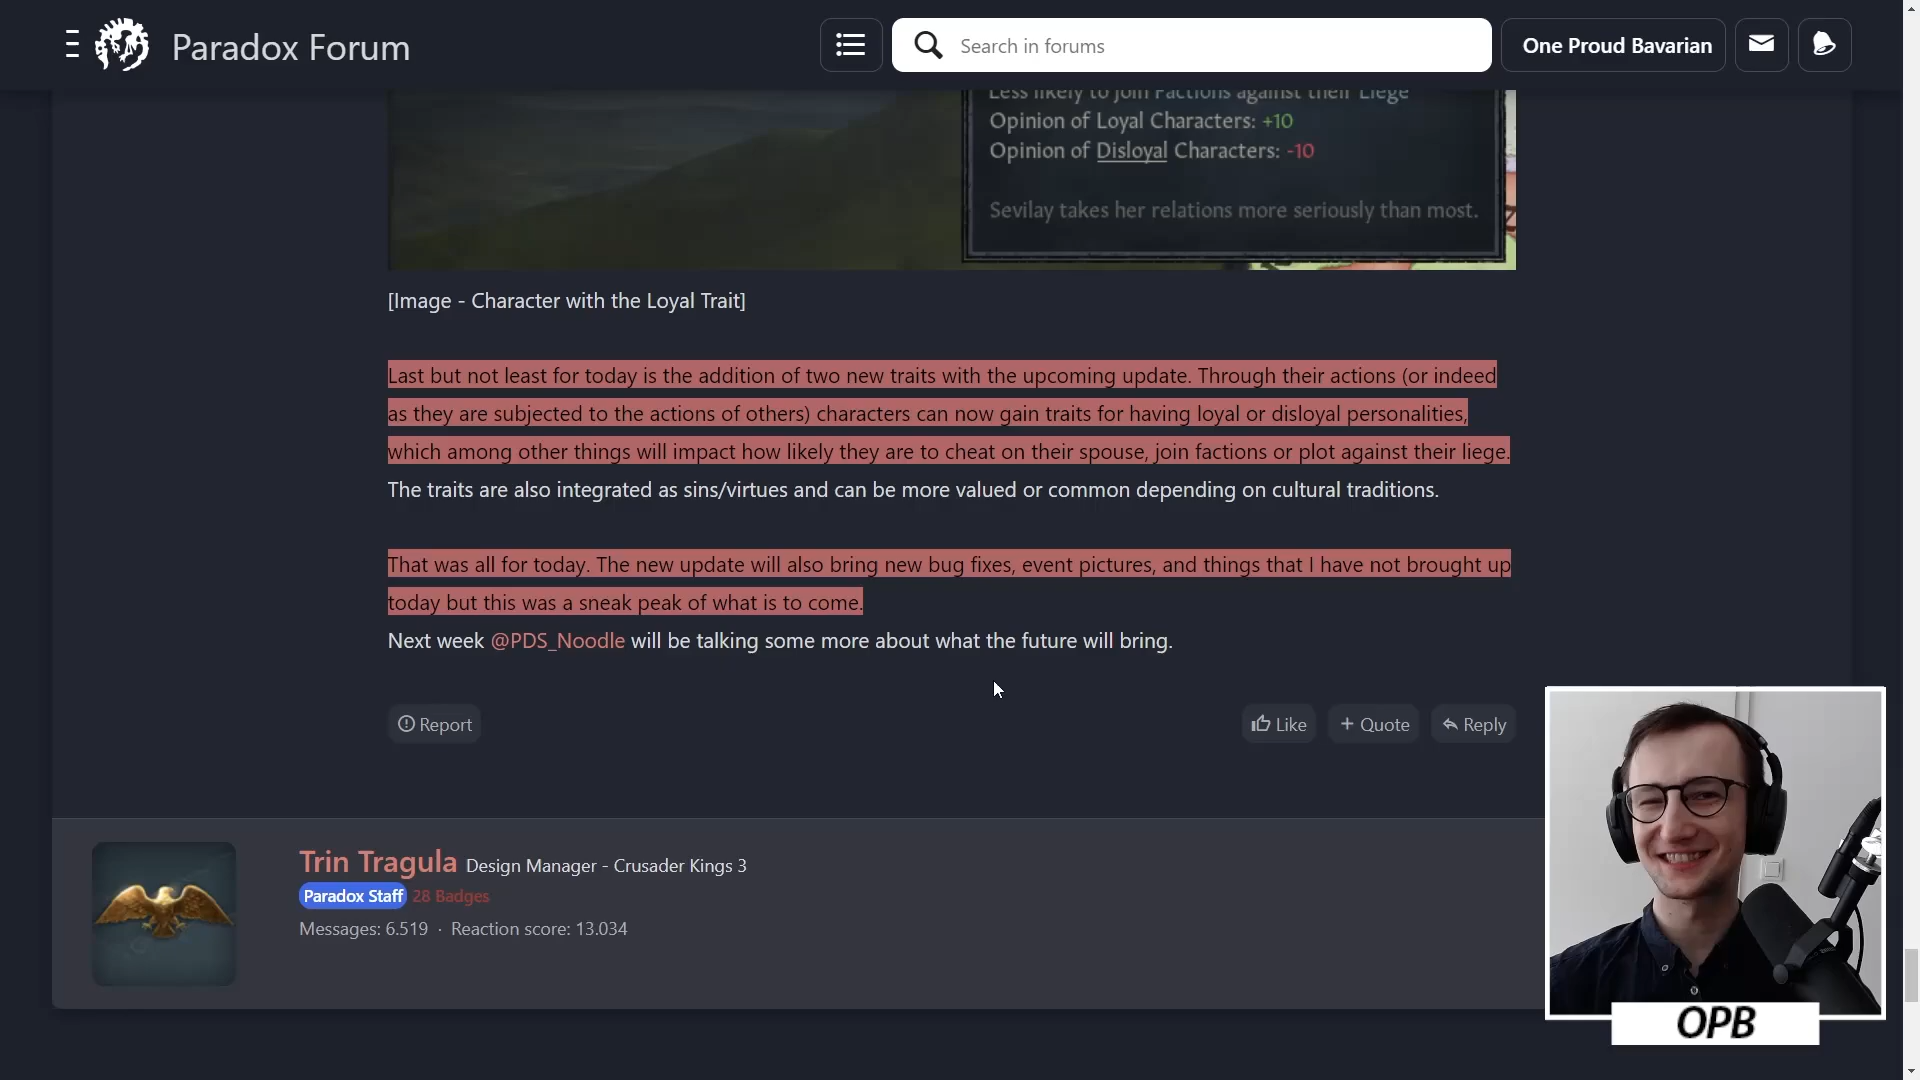 Paradox Forum
Search in forums
One Proud Bavarian
Less likely to join Factions against their Liege
Opinion of Loyal Characters: +10
Opinion of Disloyal Characters: -10
Sevilay takes her relations more seriously than most.
[Image - Character with the Loyal Trait]
Last but not least for today is the addition of two new traits with the upcoming update. Through their actions (or indeed
as they are subjected to the actions of others) characters can now gain traits for having loyal or disloyal personalities,
which among other things will impact how likely they are to cheat on their spouse, join factions or plot against their liege.
The traits are also integrated as sins/virtues and can be more valued or common depending on cultural traditions.
That was all for today. The new update will also bring new bug fixes, event pictures, and things that I have not brought up
today but this was a sneak peak of what is to come.
Next week @PDS_Noodle will be talking some more about what the future will bring.
Report
Like
+ Quote
Reply
Trin Tragula Design Manager - Crusader Kings 3
Paradox Staff 28 Badges
Messages: 6.519 · Reaction score: 13.034
OPB